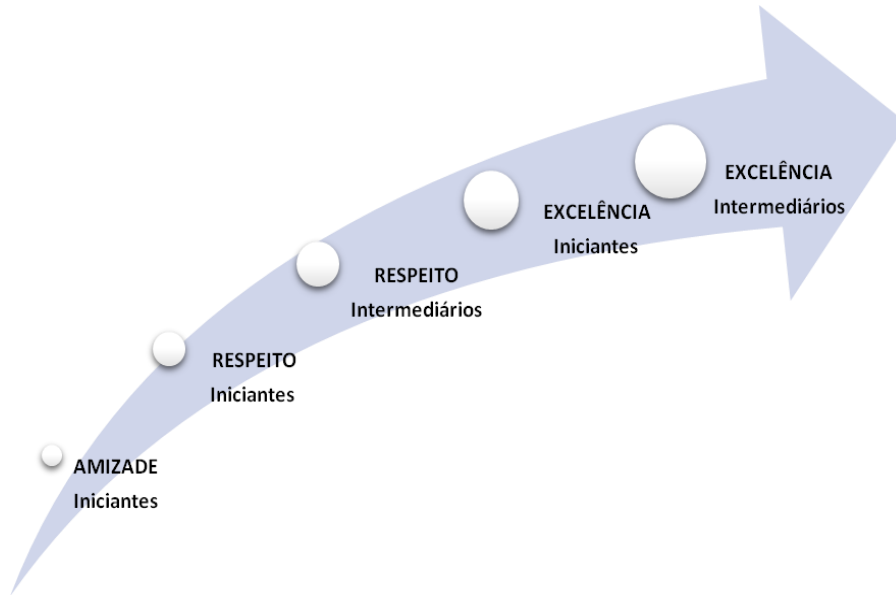 AMIZADE
Iniciantes
RESPEITO
Iniciantes
RESPEITO
Intermediários
EXCELÊNCIA
Iniciantes
EXCELÊNCIA
Intermediários